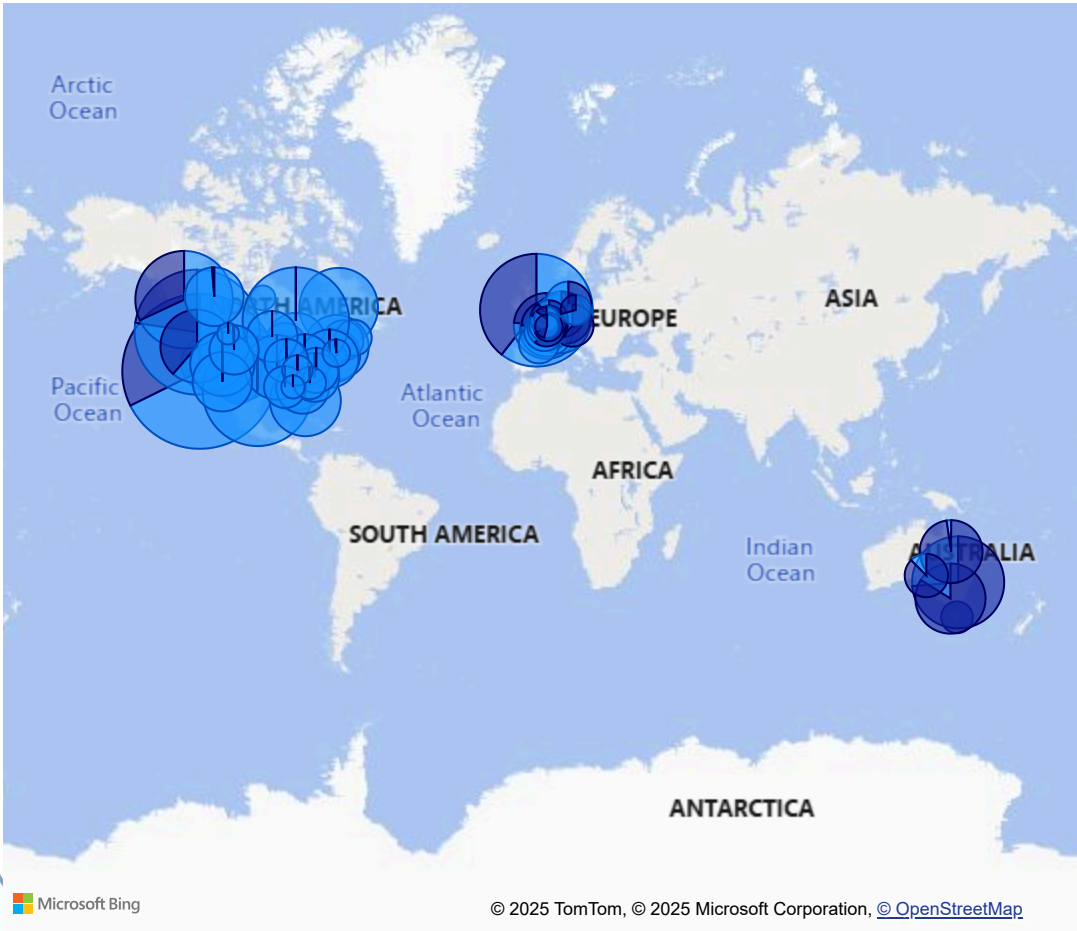 Arctic
Ocean
NORTH AMERICA
EUROPE
ASIA
Pacific
Ocean
Atlantic
Ocean
AFRICA
SOUTH AMERICA
Indian
Ocean
AUSTRALIA
ANTARCTICA
Microsoft Bing
© 2025 TomTom, © 2025 Microsoft Corporation, © OpenStreetMap